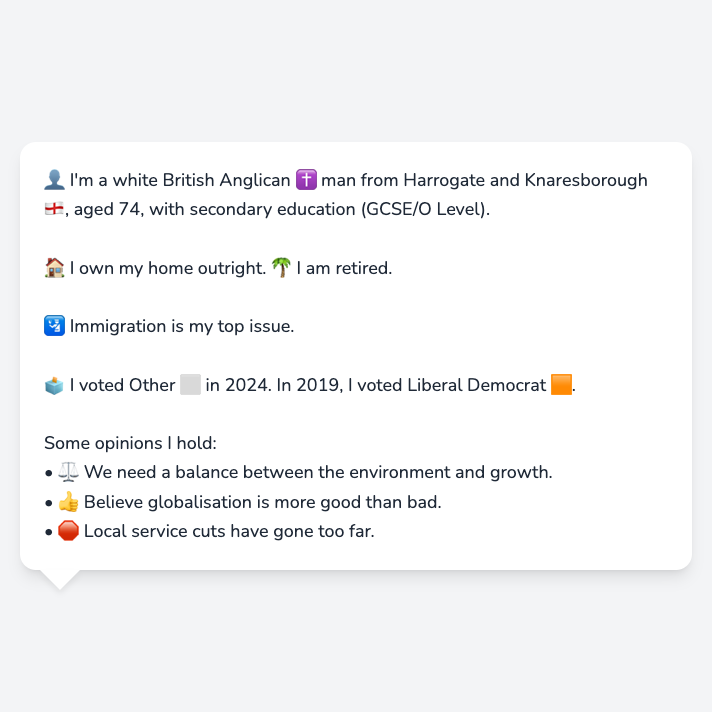 👤 I'm a white British Anglican ✝️ man from Harrogate and Knaresborough
🏴󠁧󠁢󠁥󠁮󠁧󠁿, aged 74, with secondary education (GCSE/O Level).
🏠 I own my home outright. 🌴 I am retired.
🛂 Immigration is my top issue.
🗳️ I voted Other ⬜ in 2024. In 2019, I voted Liberal Democrat 🟧.
Some opinions I hold:
• ⚖️ We need a balance between the environment and growth.
• 👍 Believe globalisation is more good than bad.
• 🛑 Local service cuts have gone too far.